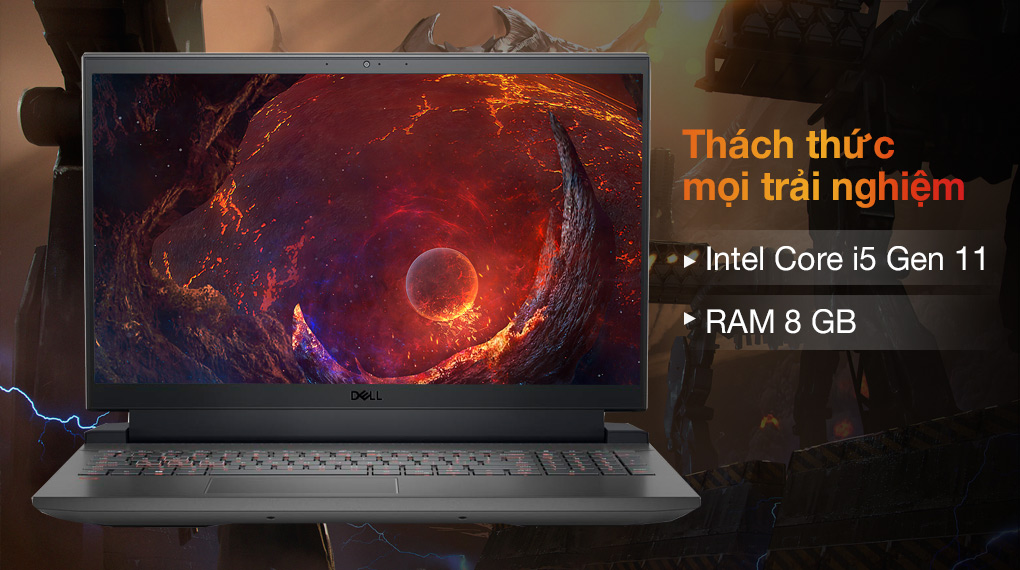 Thách thức
mọi trải nghiệm
Intel Core i5 Gen 11
RAM 8 GB
DELL